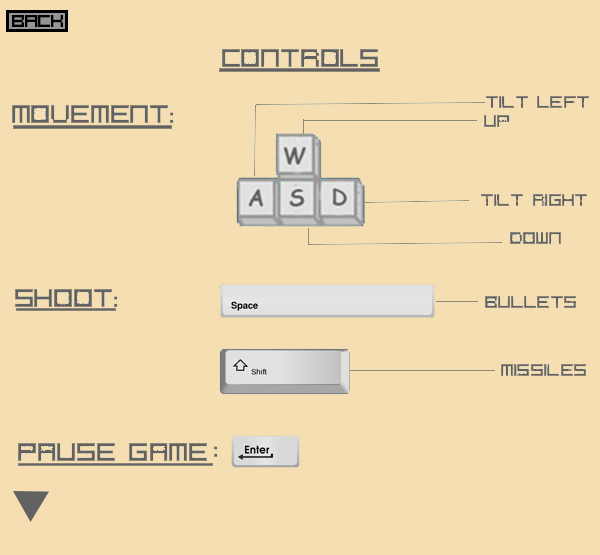 BACK
CONTROLS
MOVEMENT:
TILT LEFT
UP
W
A S D
TILT RIGHT
DOWN
SHOOT:
Space
BULLETS
Shift
MISSILES
PAUSE GAME:
Enter